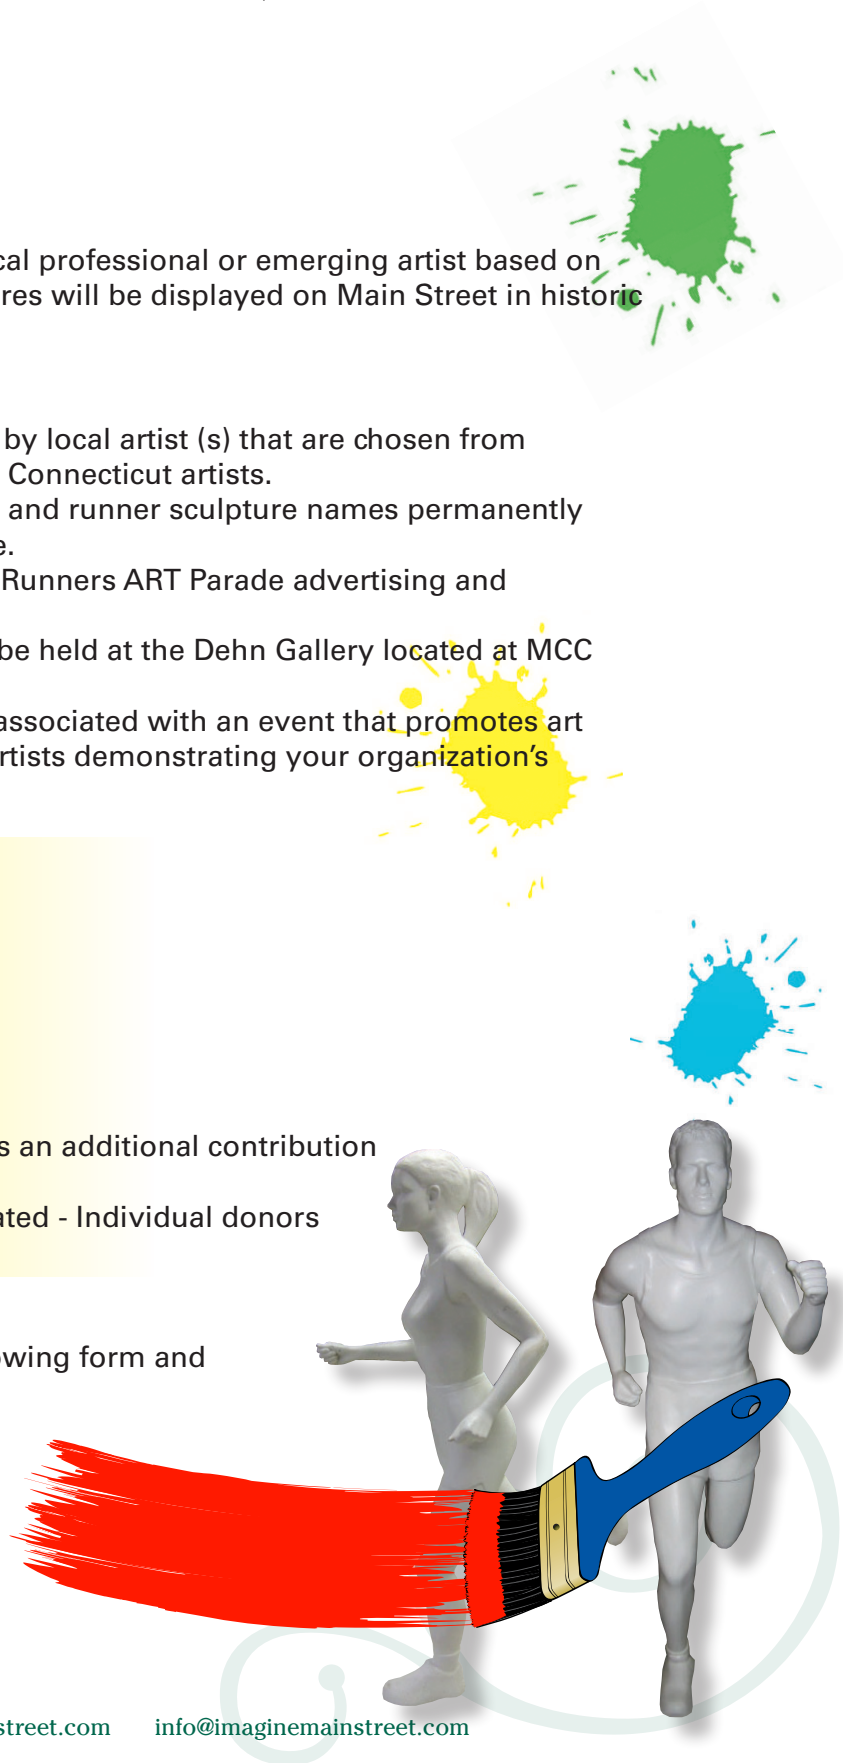 cal professional or emerging artist based on
res will be displayed on Main Street in historic
by local artist (s) that are chosen from
Connecticut artists.
and runner sculpture names permanently
e.
Runners ART Parade advertising and
be held at the Dehn Gallery located at MCC
associated with an event that promotes art
rtists demonstrating your organization’s
s an additional contribution
ated - Individual donors
owing form and
street.com info@imaginemainstreet.com